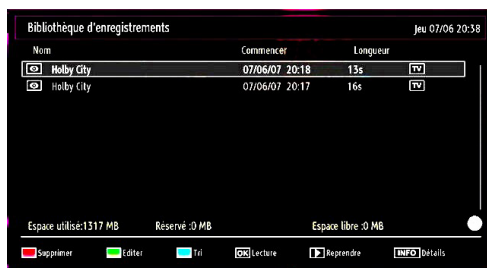 Bibliothèque d'enregistrements Jeu 07/06 20:38
Nom Commencer Longueur
Holby City 07/06/07 20:18 13s TV
Holby City 07/06/07 20:17 16s TV
Espace utilisé:1317 MB Réservé :0 MB Espace libre :0 MB
Supprimer Editer Tri OK Lecture Reprendre INFO Détails